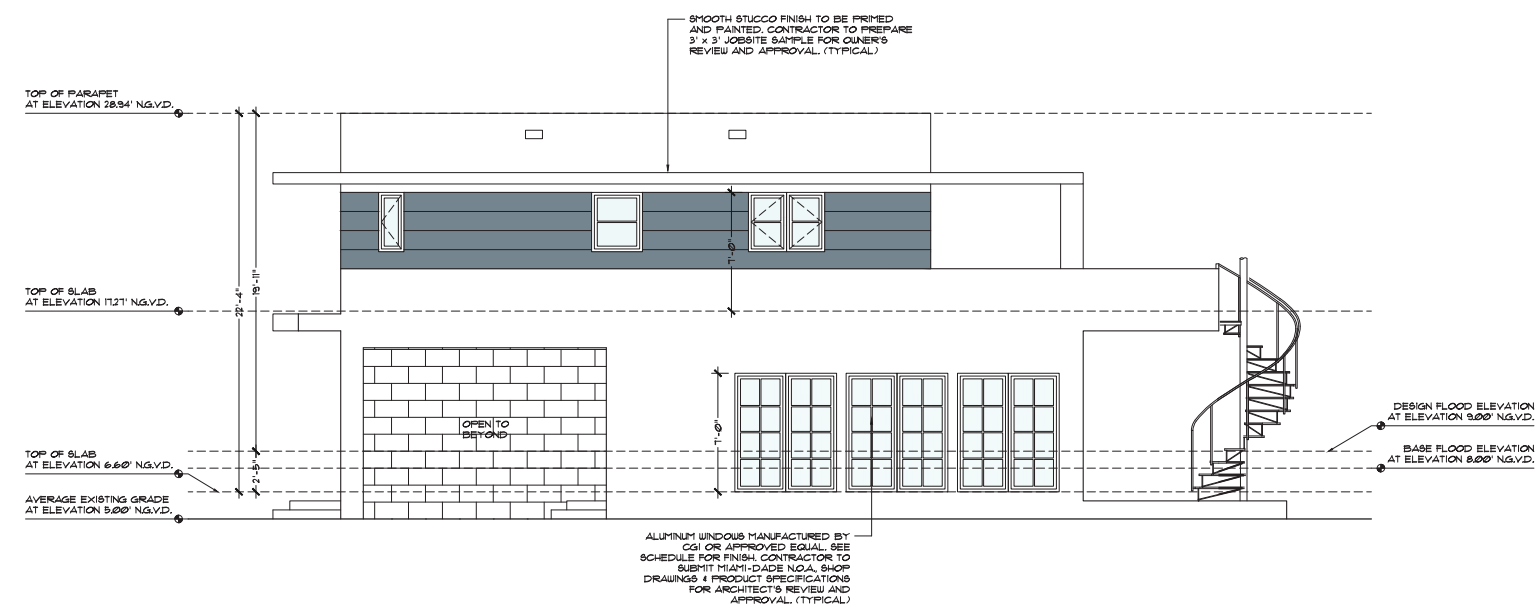 SMOOTH STUCCO FINISH TO BE PRIMED
AND PAINTED. CONTRACTOR TO PREPARE
3' x 3' JOBSITE SAMPLE FOR OWNER'S
REVIEW AND APPROVAL. (TYPICAL)
TOP OF PARAPET
AT ELEVATION 28.94' N.G.V.D.
7'-0"
TOP OF SLAB
AT ELEVATION 17.27' N.G.V.D.
22'-4"
19'-11"
OPEN TO
BEYOND
7'-0"
DESIGN FLOOD ELEVATION
AT ELEVATION 9.00' N.G.V.D.
BASE FLOOD ELEVATION
AT ELEVATION 8.00' N.G.V.D.
TOP OF SLAB
AT ELEVATION 6.60' N.G.V.D.
2'-5"
AVERAGE EXISTING GRADE
AT ELEVATION 5.00' N.G.V.D.
ALUMINUM WINDOWS MANUFACTURED BY
CGI OR APPROVED EQUAL. SEE
SCHEDULE FOR FINISH. CONTRACTOR TO
SUBMIT MIAMI-DADE N.O.A., SHOP
DRAWINGS & PRODUCT SPECIFICATIONS
FOR ARCHITECT'S REVIEW AND
APPROVAL. (TYPICAL)